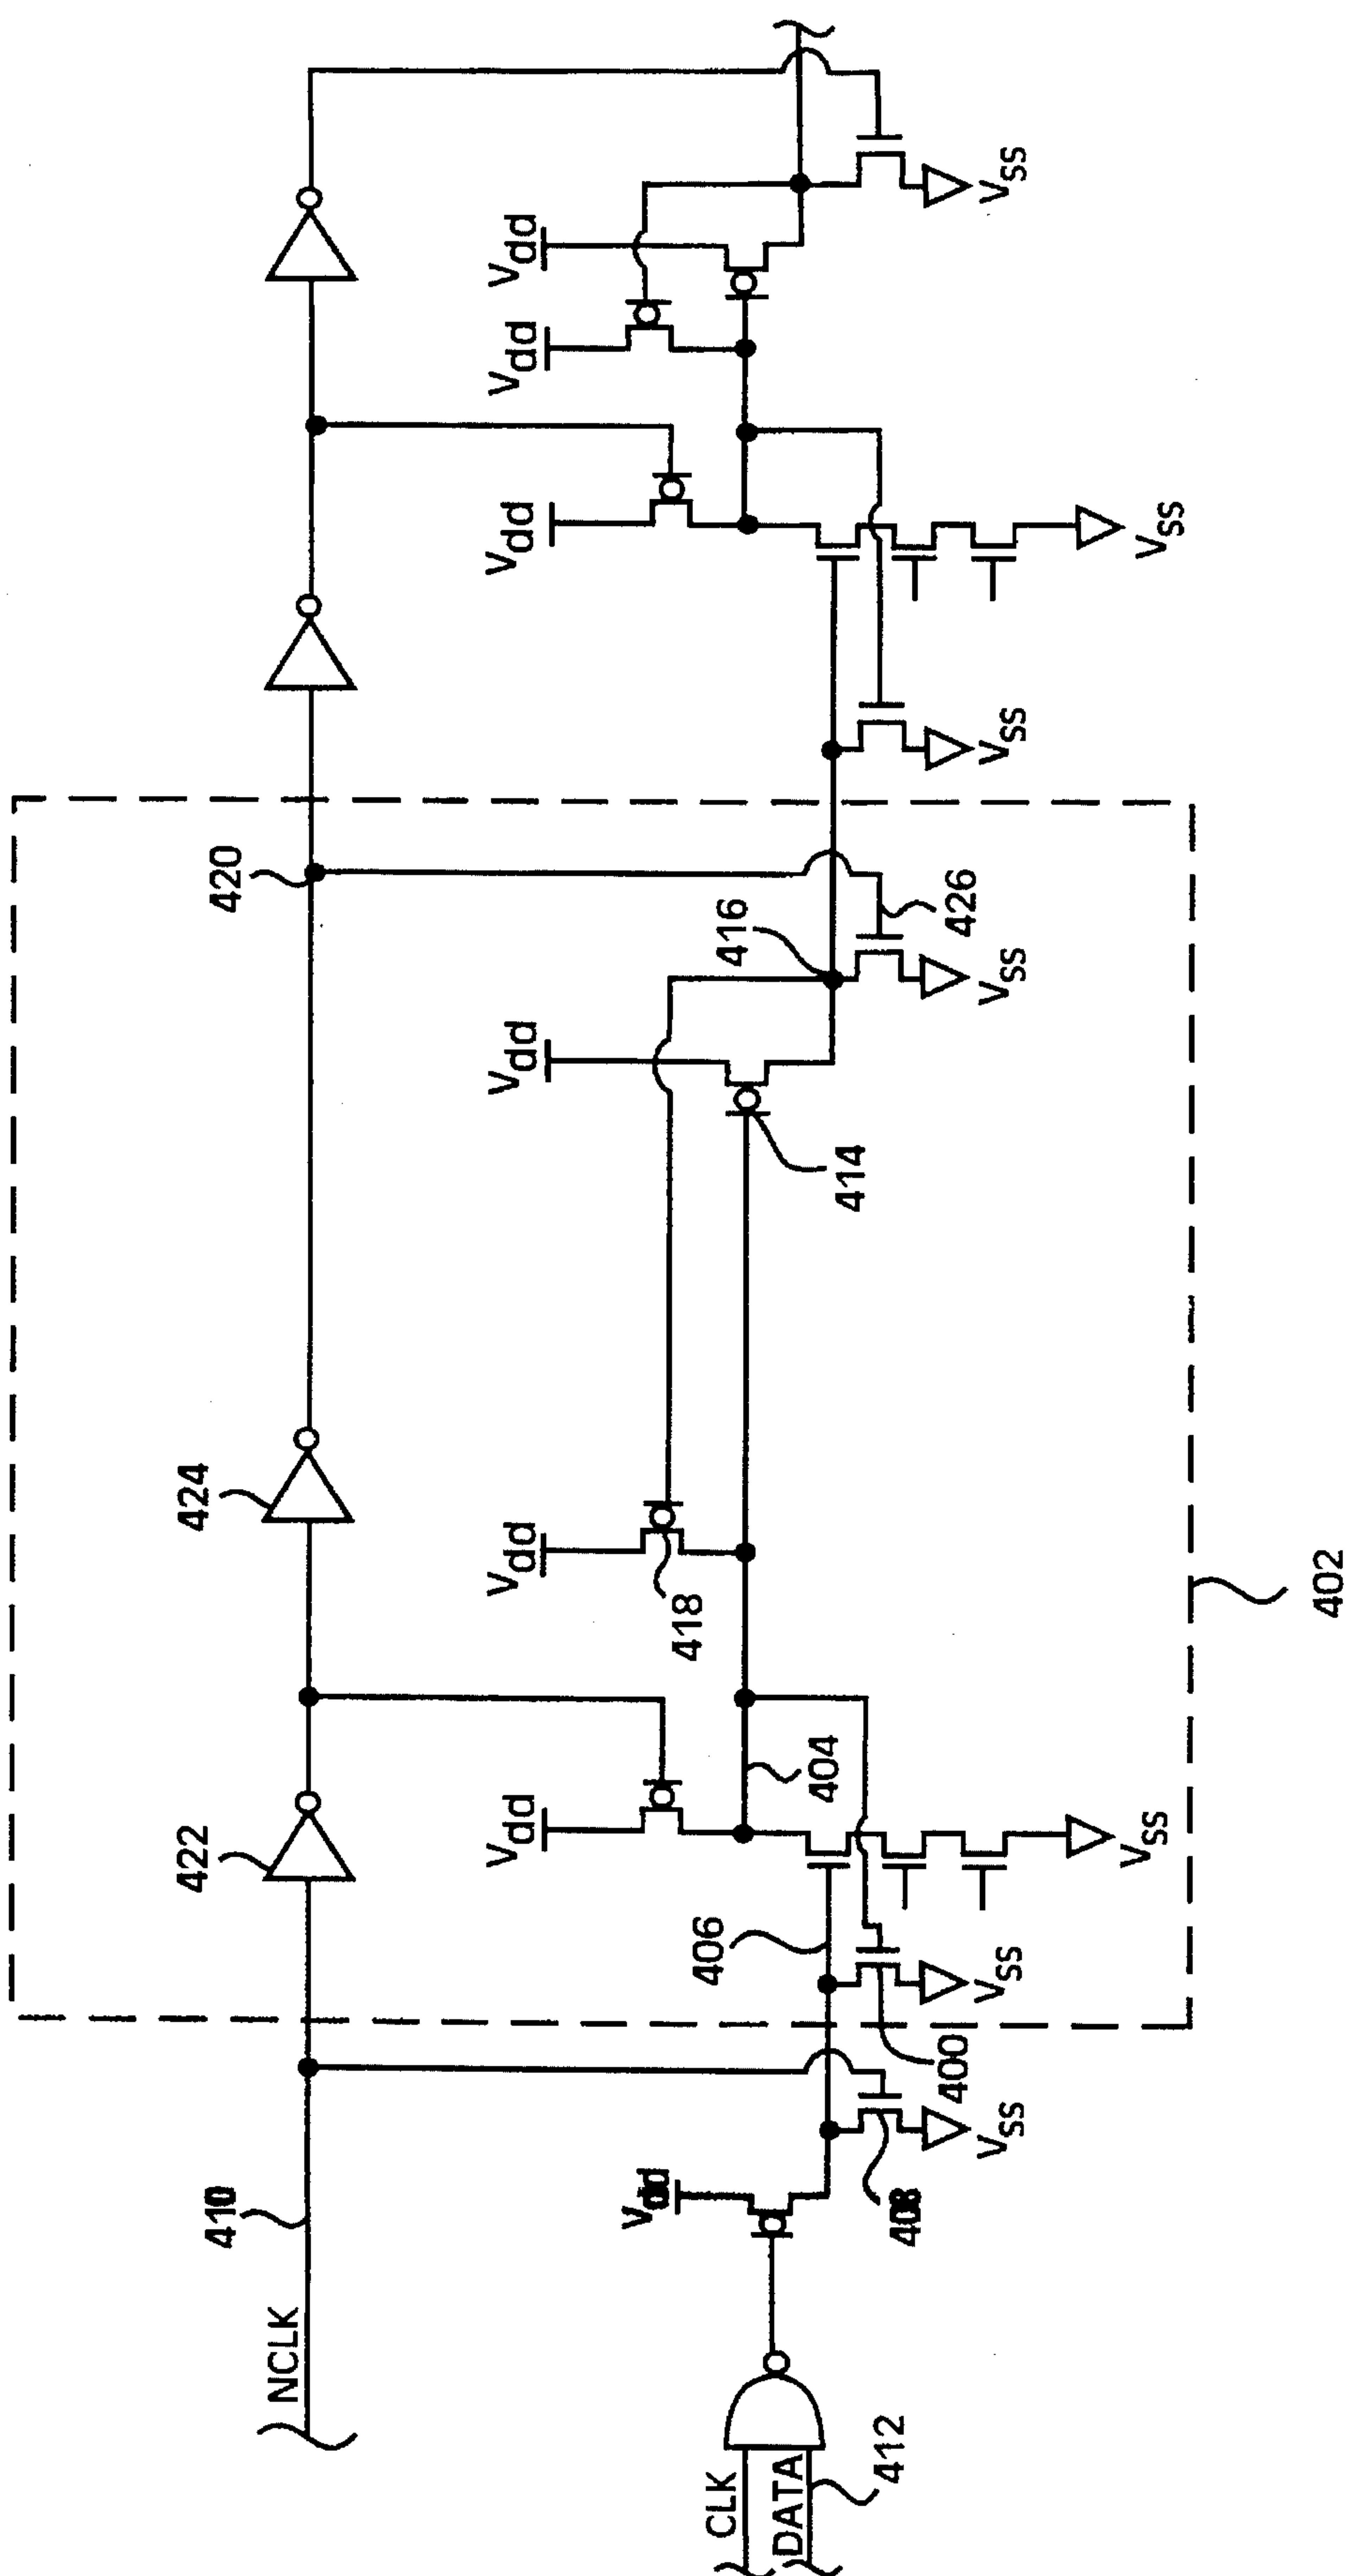 410
422
424
420
NCLK
Vdd
Vdd
Vdd
Vdd
Vdd
Vdd
Vdd
418
406
CLK
416
DATA
404
414
412
408
400
426
VSS
VSS
VSS
VSS
VSS
VSS
VSS
402